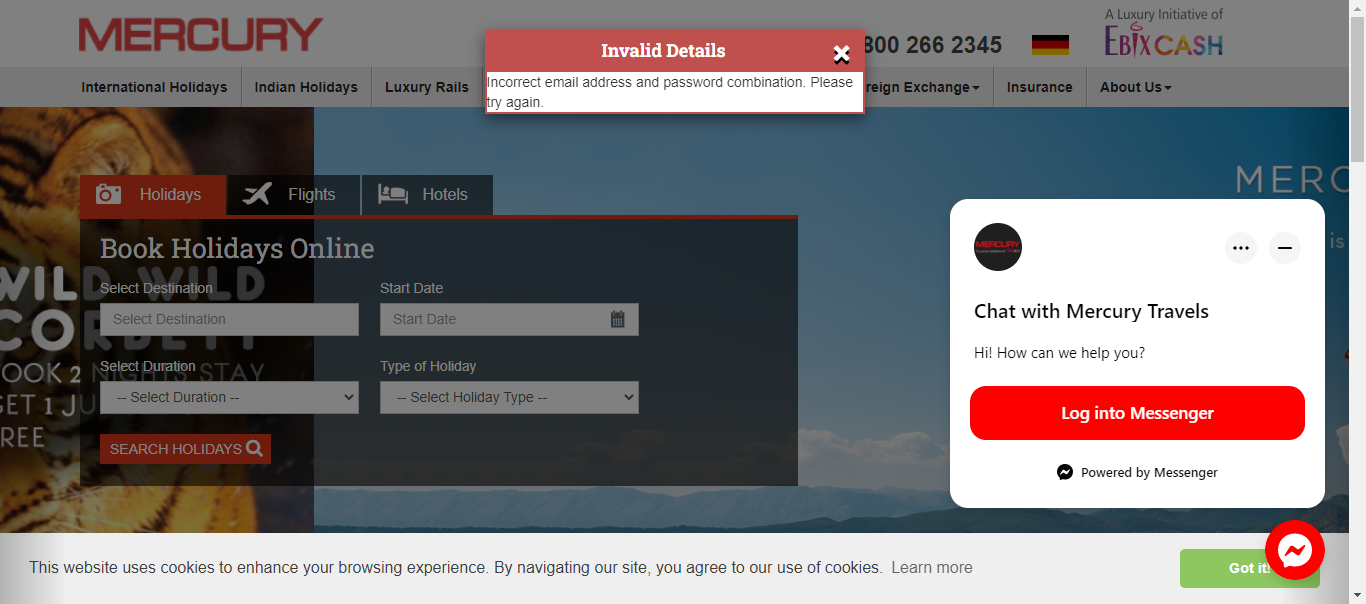 MERCURY
Invalid Details
Incorrect email address and password combination. Please
try again.
800 266 2345
A Luxury Initiative of
EBIXCASH
International Holidays
Indian Holidays
Luxury Rails
Foreign Exchange
Insurance
About Us
Holidays
Flights
Hotels
Book Holidays Online
Select Destination
Start Date
Select Destination
Start Date
Select Duration
Type of Holiday
-- Select Duration --
-- Select Holiday Type --
SEARCH HOLIDAYS
WILD WILD
CORBETT
BOOK 2 NIGHTS STAY
GET 1
FREE
MERC
is
MERCURY
Chat with Mercury Travels
Hi! How can we help you?
Log into Messenger
Powered by Messenger
This website uses cookies to enhance your browsing experience. By navigating our site, you agree to our use of cookies. Learn more
Got it!